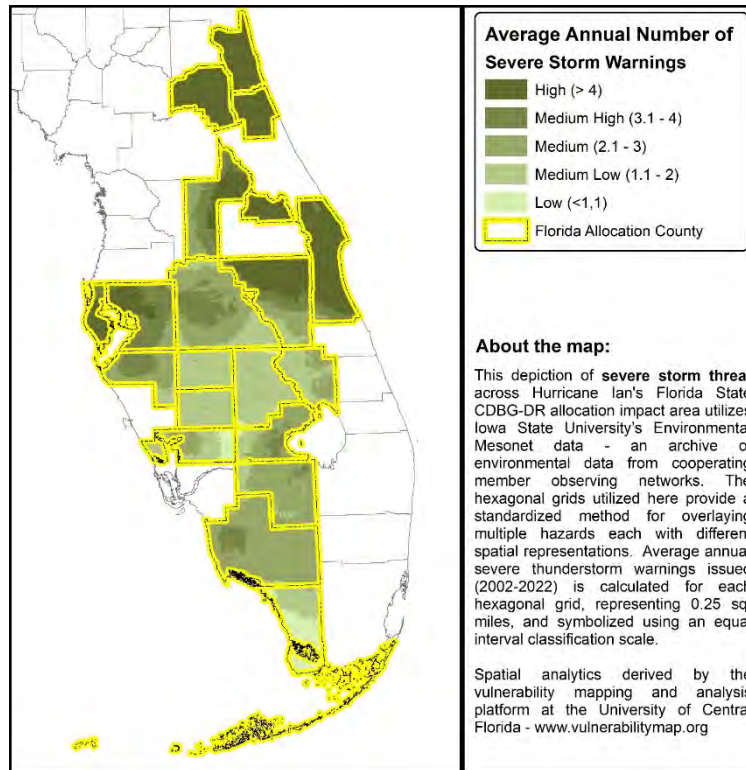 Average Annual Number of
Severe Storm Warnings
High (> 4)
Medium High (3.1 - 4)
Medium (2.1 - 3)
Medium Low (1.1 - 2)
Low (<1,1)
Florida Allocation County
About the map:
This depiction of severe storm threa
across Hurricane Ian's Florida State
CDBG-DR allocation impact area utilizes
Iowa State University's Environmenta
Mesonet data - an archive o
environmental data from cooperating
member observing networks. The
hexagonal grids utilized here provide a
standardized method for overlaying
multiple hazards each with differen
spatial representations. Average annua
severe thunderstorm warnings issued
(2002-2022) is calculated for each
hexagonal grid, representing 0.25 sq
miles, and symbolized using an equa
interval classification scale.
Spatial analytics derived by the
vulnerability mapping and analysis
platform at the University of Centra
Florida - www.vulnerabilitymap.org